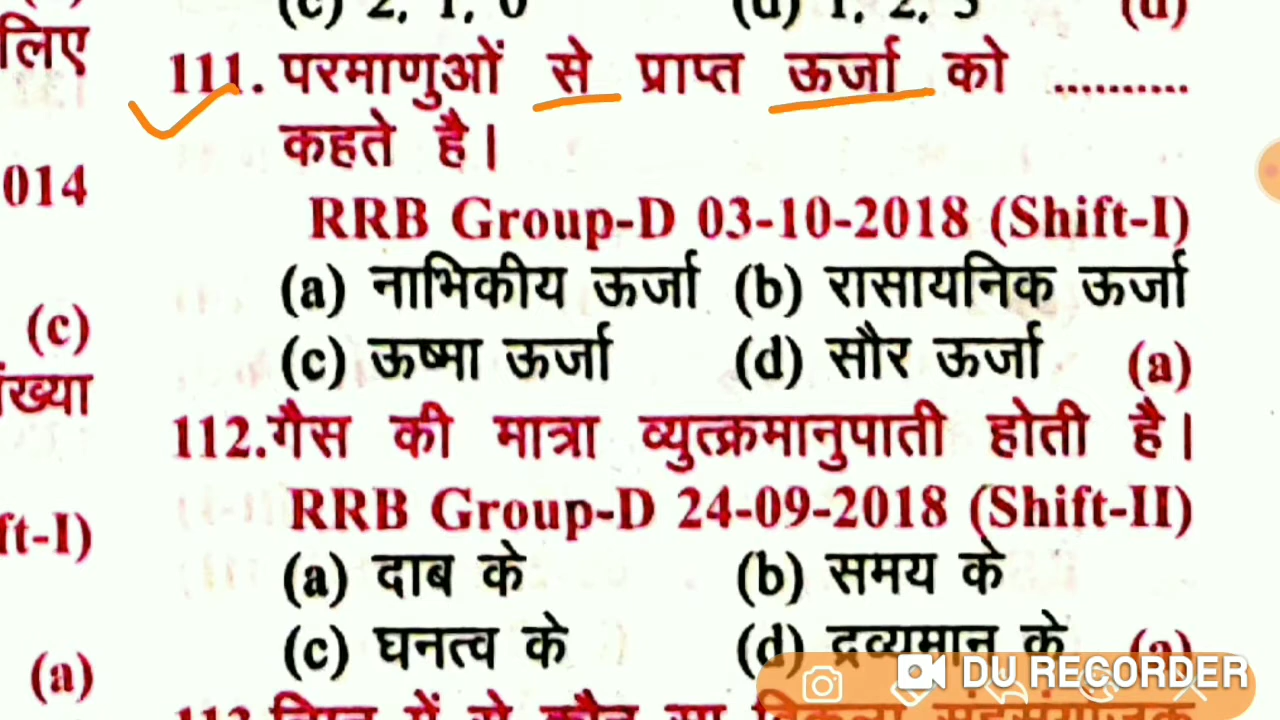 (c) 2, 1, 0 (d) 1, 2, 3 (d)
लिए
111. परमाणुओं से प्राप्त ऊर्जा को ..........
कहते है।
014
RRB Group-D 03-10-2018 (Shift-I)
(a) नाभिकीय ऊर्जा (b) रासायनिक ऊर्जा
(c)
(c) ऊष्मा ऊर्जा (d) सौर ऊर्जा (a)
112.गैस की मात्रा व्युत्क्रमानुपाती होती है।
RRB Group-D 24-09-2018 (Shift-II)
ft-I)
(a) दाब के (b) समय के
(c) घनत्व के (d) द्रव्यमान के (a)
(a)
DU RECORDER